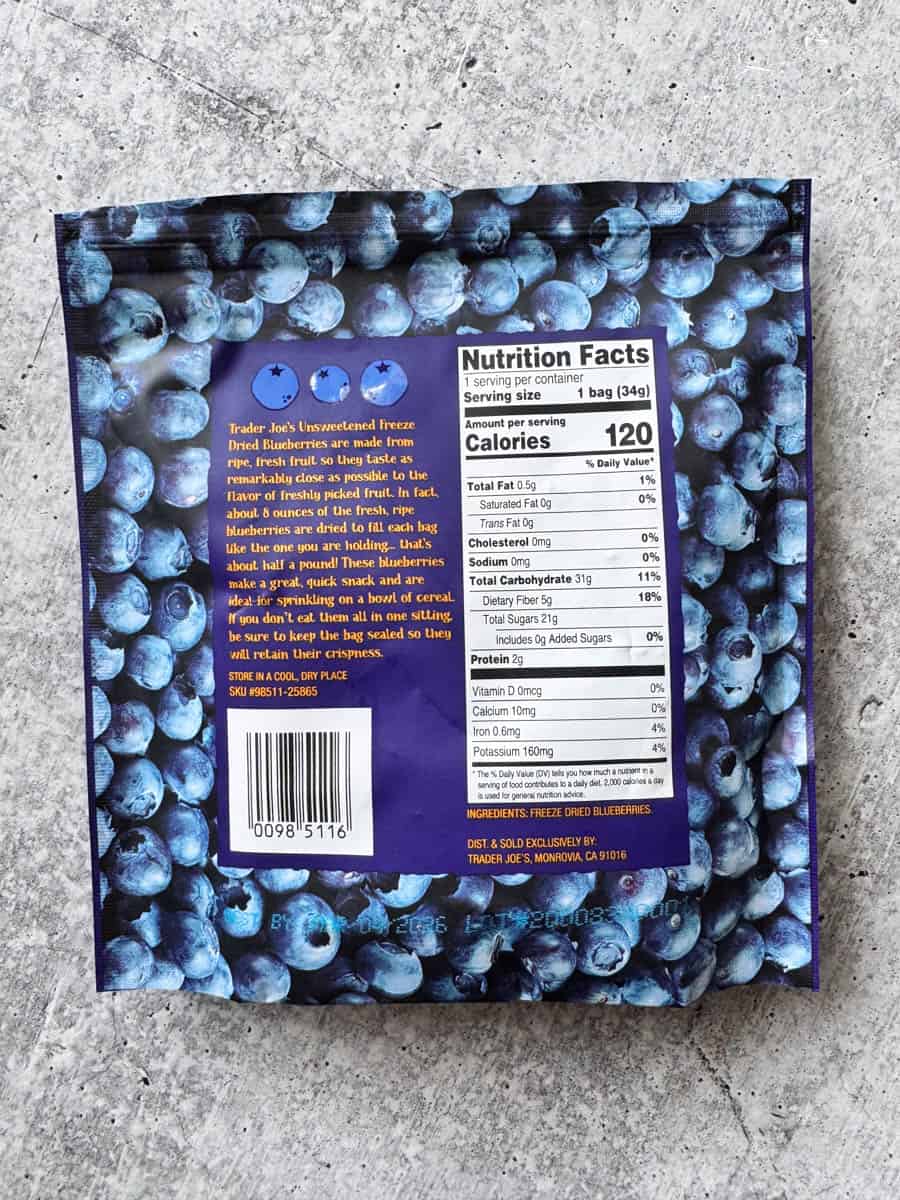 Trader Joe's Unsweetened Freeze
Dried Blueberries are made from
ripe, fresh fruit so they taste as
remarkably close as possible to the
flavor of freshly picked fruit. In fact,
about 8 ounces of the fresh, ripe
blueberries are dried to fill each bag
like the one you are holding... that's
about half a pound! These blueberries
make a great, quick snack and are
ideal for sprinkling on a bowl of cereal.
If you don't eat them all in one sitting,
be sure to keep the bag sealed so they
will retain their crispness.
STORE IN A COOL, DRY PLACE
SKU #98511-25865
0098 5116
Nutrition Facts
1 serving per container
Serving size 1 bag (34g)
Amount per serving
Calories 120
% Daily Value*
Total Fat 0.5g 1%
Saturated Fat 0g 0%
Trans Fat 0g
Cholesterol 0mg 0%
Sodium 0mg 0%
Total Carbohydrate 31g 11%
Dietary Fiber 5g 18%
Total Sugars 21g
Includes 0g Added Sugars 0%
Protein 2g
Vitamin D 0mcg 0%
Calcium 10mg 0%
Iron 0.6mg 4%
Potassium 160mg 4%
* The % Daily Value (DV) tells you how much a nutrient in a
serving of food contributes to a daily diet. 2,000 calories a day
is used for general nutrition advice.
INGREDIENTS: FREEZE DRIED BLUEBERRIES.
DIST. & SOLD EXCLUSIVELY BY:
TRADER JOE'S, MONROVIA, CA 91016
BY 2026